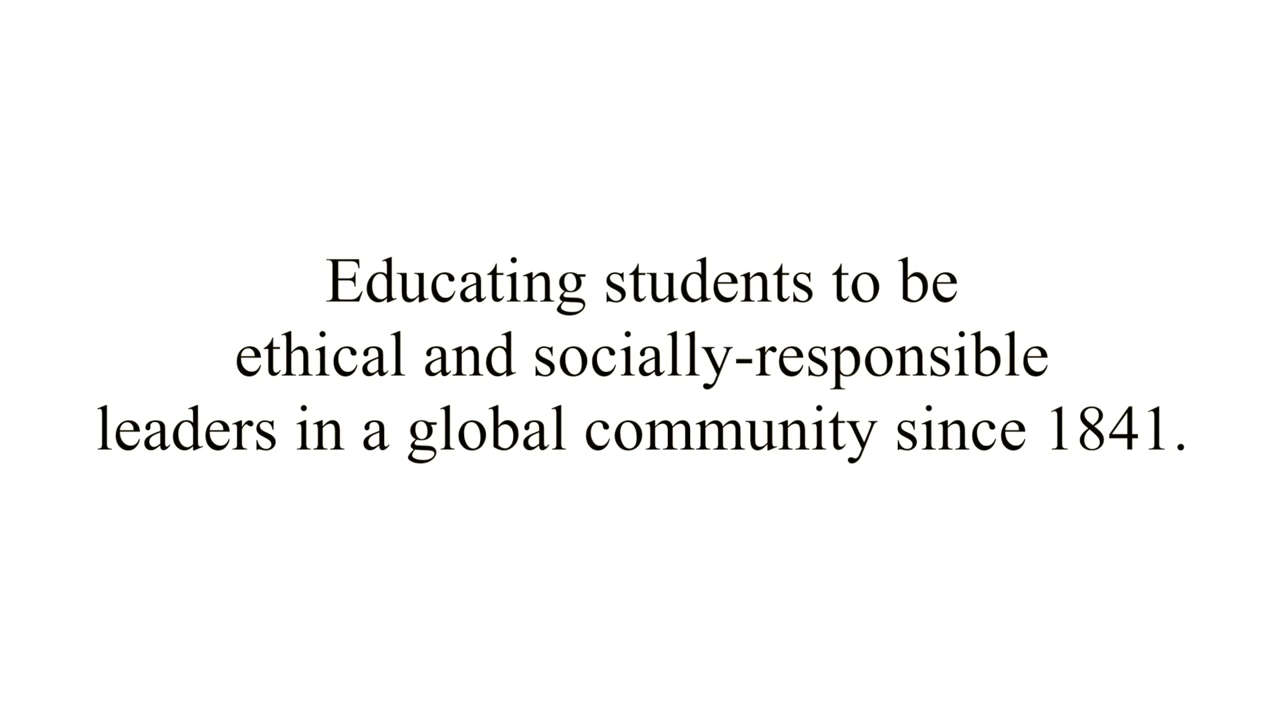 Educating students to be
ethical and socially-responsible
leaders in a global community since 1841.